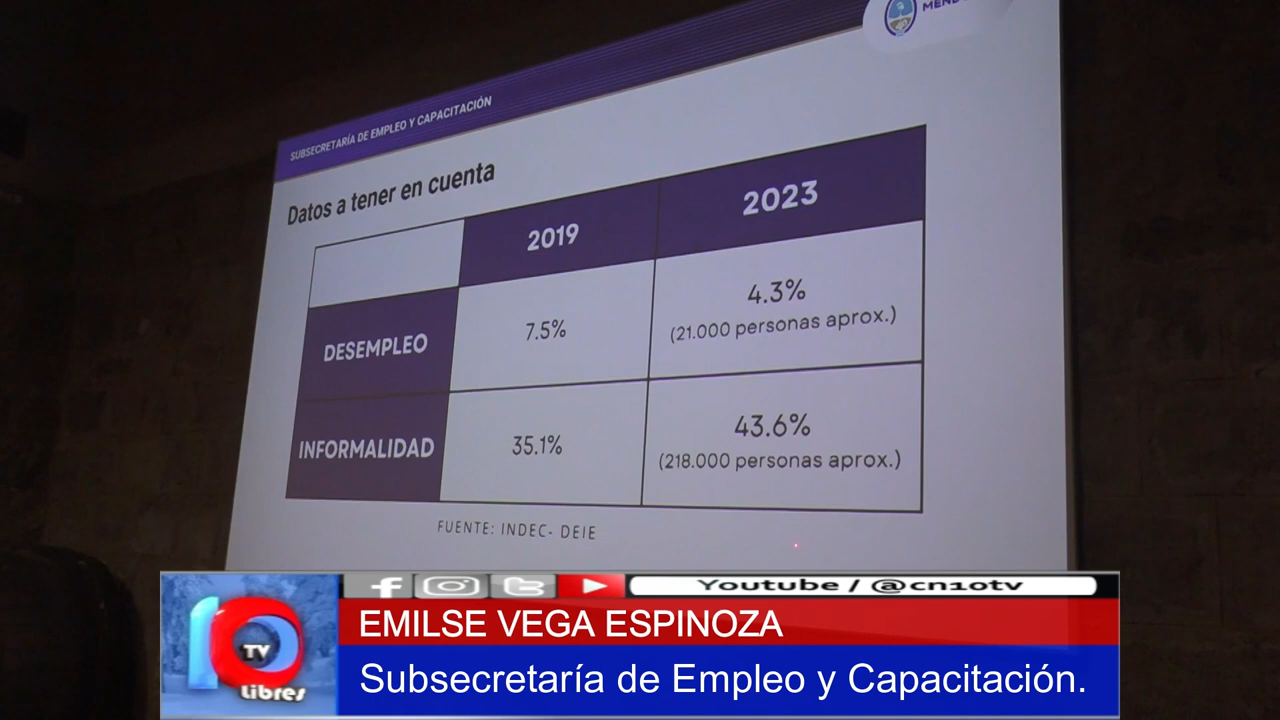 SUBSECRETARÍA DE EMPLEO Y CAPACITACIÓN
Datos a tener en cuenta
2019
2023
DESEMPLEO
7.5%
4.3%
(21.000 personas aprox.)
INFORMALIDAD
35.1%
43.6%
(218.000 personas aprox.)
FUENTE: INDEC- DEIE
Youtube / @cn10tv
10
TV
Libres
EMILSE VEGA ESPINOZA
Subsecretaría de Empleo y Capacitación.